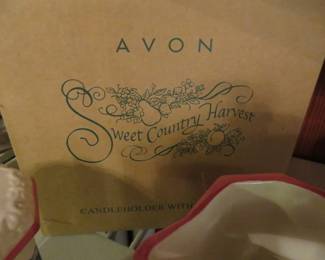 AVON
Sweet Country Harvest
CANDLEHOLDER WITH